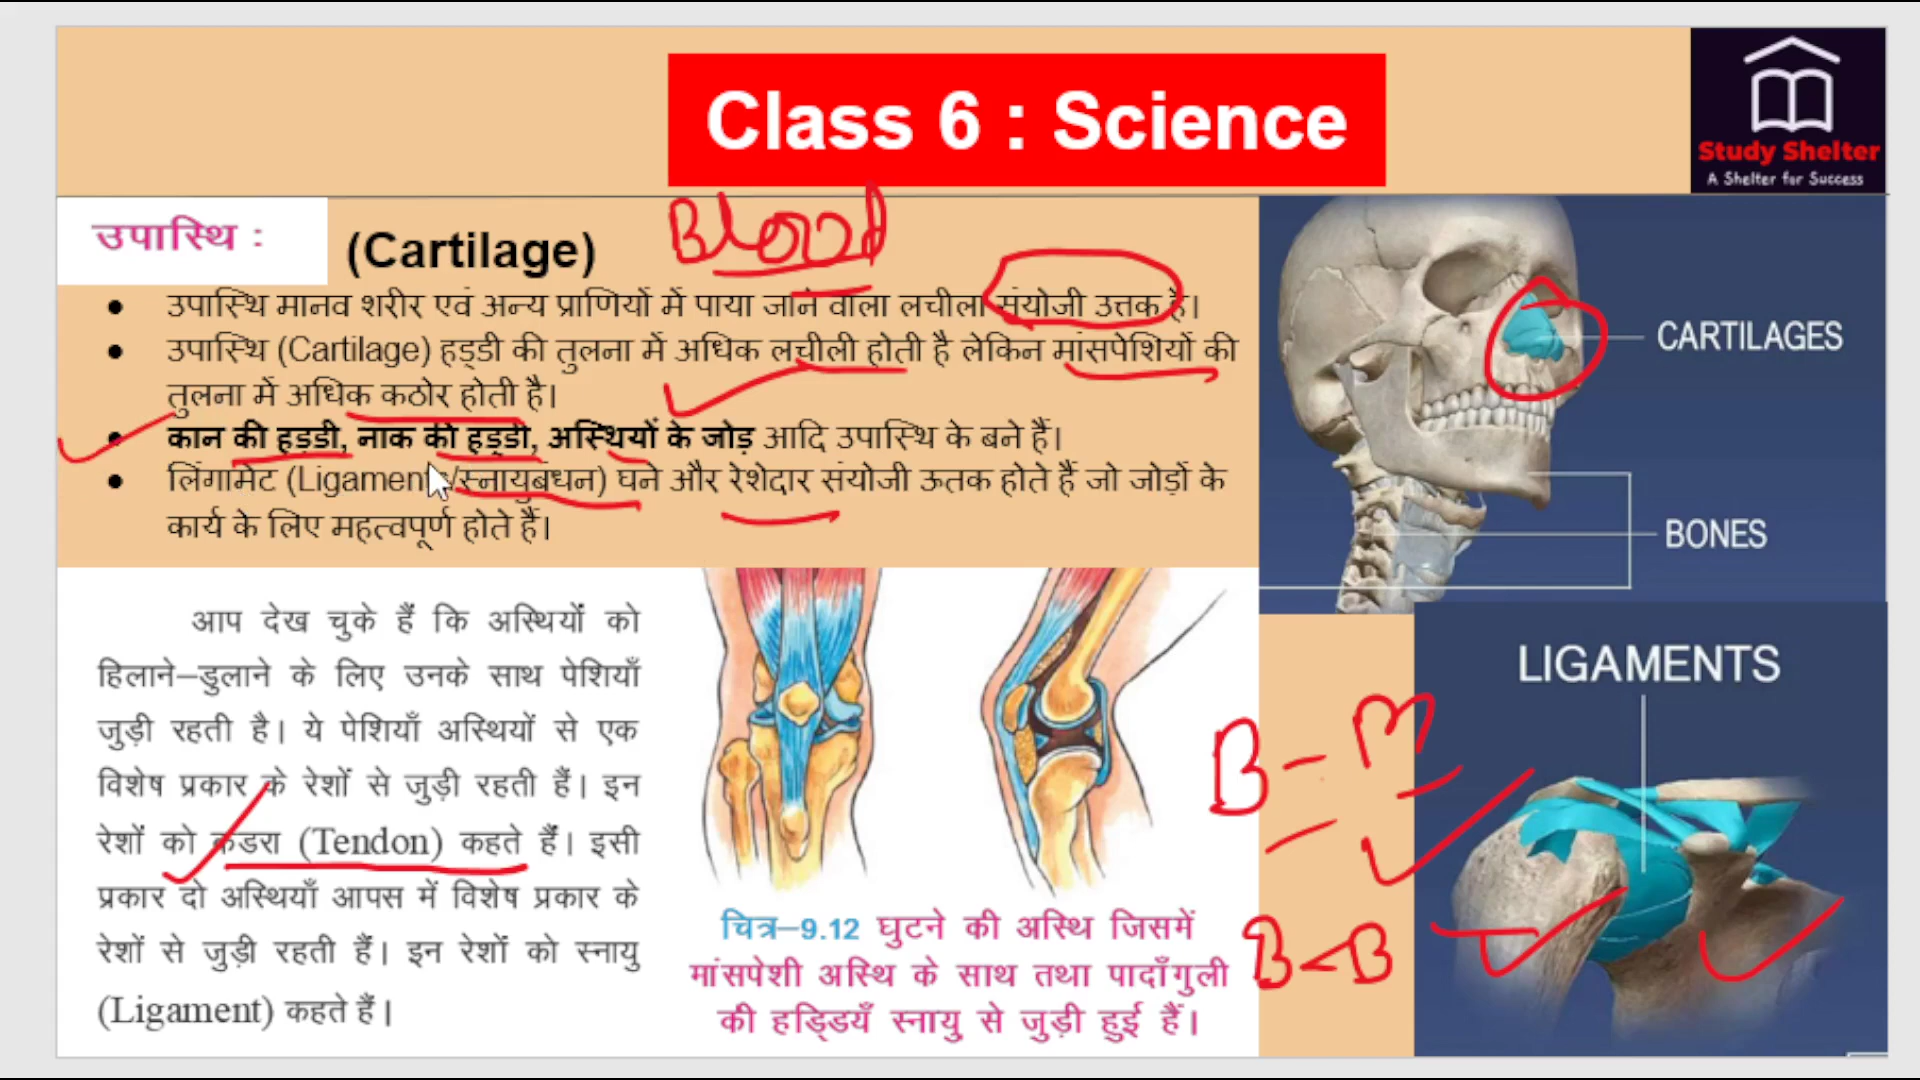 Class 6 : Science
Study Shelter
A Shelter for Success
उपास्थि :
(Cartilage)
Blood
उपास्थि मानव शरीर एवं अन्य प्राणियों में पाया जाने वाला लचीला संयोजी उत्तक है।
उपास्थि (Cartilage) हड्डी की तुलना में अधिक लचीली होती है लेकिन मांसपेशियों की
तुलना में अधिक कठोर होती है।
कान की हड्डी, नाक की हड्डी, अस्थियों के जोड़ आदि उपास्थि के बने हैं।
लिंगामेंट (Ligaments/स्नायुबंधन) घने और रेशेदार संयोजी ऊतक होते हैं जो जोड़ों के
कार्य के लिए महत्वपूर्ण होते हैं।
CARTILAGES
BONES
आप देख चुके हैं कि अस्थियों को
हिलाने–डुलाने के लिए उनके साथ पेशियाँ
जुड़ी रहती है। ये पेशियाँ अस्थियों से एक
विशेष प्रकार के रेशों से जुड़ी रहती हैं। इन
रेशों को कंडरा (Tendon) कहते हैं। इसी
प्रकार दो अस्थियाँ आपस में विशेष प्रकार के
रेशों से जुड़ी रहती हैं। इन रेशों को स्नायु
(Ligament) कहते हैं।
चित्र–9.12 घुटने की अस्थि जिसमें
मांसपेशी अस्थि के साथ तथा पादाँगुली
की हड्डियाँ स्नायु से जुड़ी हुई हैं।
LIGAMENTS
B – M
B < B